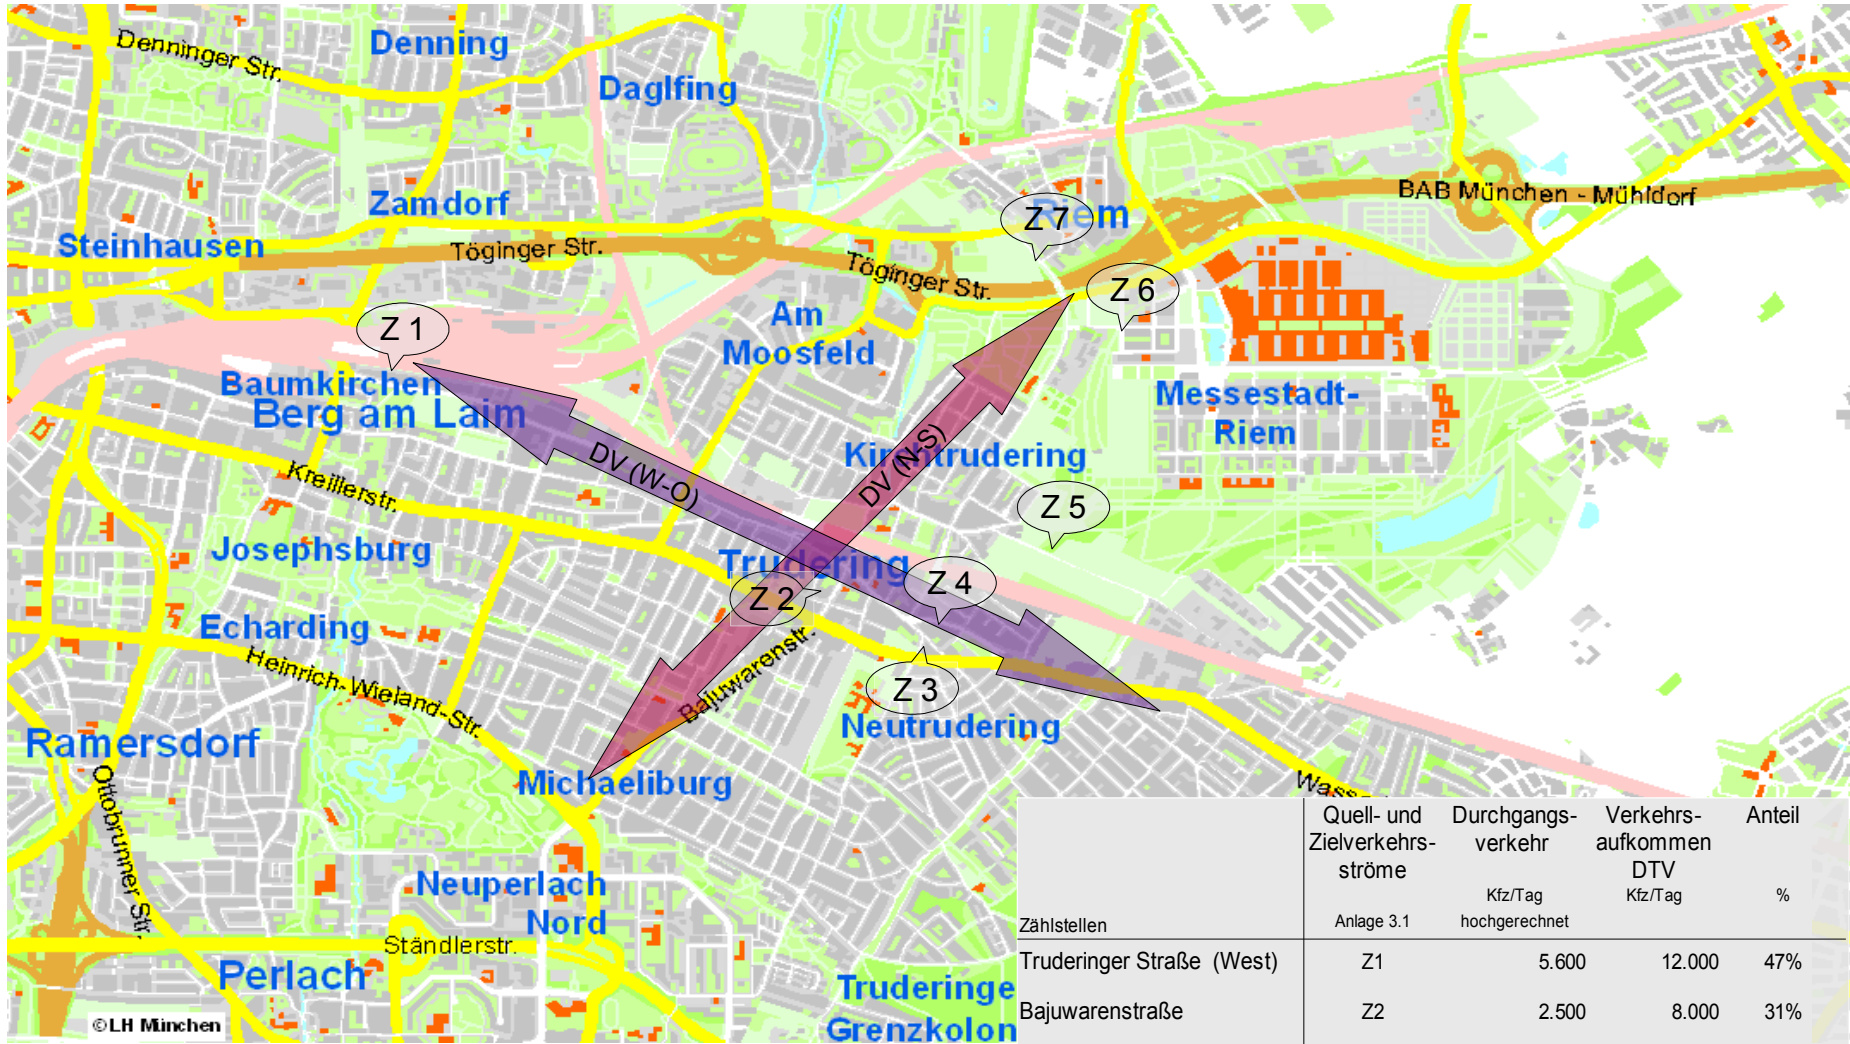 Denninger Str.
Denning
Daglfing
Zamdorf
Steinhausen
Töginger Str.
Töginger Str.
Z 7
Riem
BAB München - Mühldorf
Z 6
Z 1
Am
Moosfeld
Baumkirchen
Berg am Laim
Messestadt-
Riem
DV (W-O)
DV (N-S)
Kirchtrudering
Kreillerstr.
Z 5
Josephsburg
Trudering
Z 2
Z 4
Echarding
Heinrich-Wieland-Str.
Bajuwarenstr.
Z 3
Neutrudering
Ramersdorf
Michaeliburg
Ottobrunner Str.
Neuperlach
Nord
Ständlerstr.
Perlach
Truderinge
Grenzkolon
©LH München
Quell- und Durchgangs- Verkehrs- Anteil
Zielverkehrs- verkehr aufkommen
ströme DTV
Kfz/Tag Kfz/Tag %
Zählstellen Anlage 3.1 hochgerechnet
Truderinger Straße (West) Z1 5.600 12.000 47%
Bajuwarenstraße Z2 2.500 8.000 31%